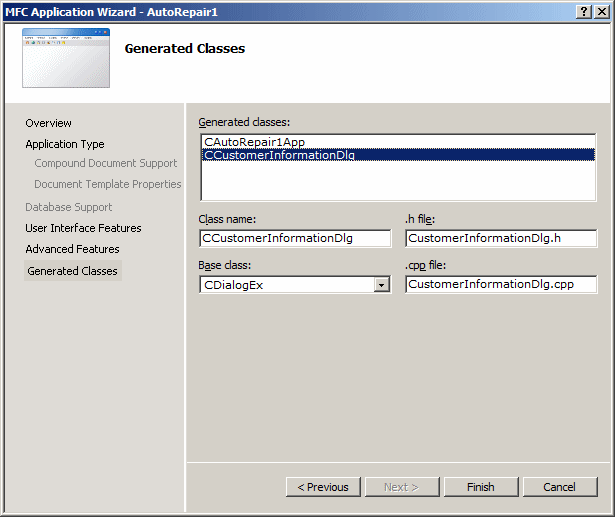 MFC Application Wizard - AutoRepair1
Generated Classes
Overview
Application Type
Compound Document Support
Document Template Properties
Database Support
User Interface Features
Advanced Features
Generated Classes
Generated classes:
CAutoRepair1App
CCustomerInformationDlg
Class name:
.h file:
CCustomerInformationDlg
CustomerInformationDlg.h
Base class:
.cpp file:
CDialogEx
CustomerInformationDlg.cpp
< Previous
Next >
Finish
Cancel